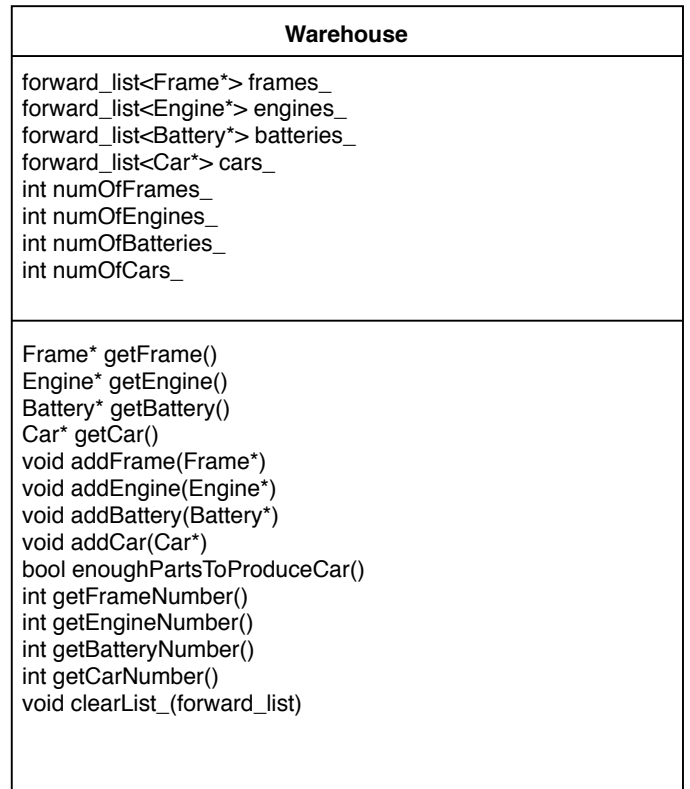 Warehouse
forward_list<Frame*> frames_
forward_list<Engine*> engines_
forward_list<Battery*> batteries_
forward_list<Car*> cars_
int numOfFrames_
int numOfEngines_
int numOfBatteries_
int numOfCars_
Frame* getFrame()
Engine* getEngine()
Battery* getBattery()
Car* getCar()
void addFrame(Frame*)
void addEngine(Engine*)
void addBattery(Battery*)
void addCar(Car*)
bool enoughPartsToProduceCar()
int getFrameNumber()
int getEngineNumber()
int getBatteryNumber()
int getCarNumber()
void clearList_(forward_list)